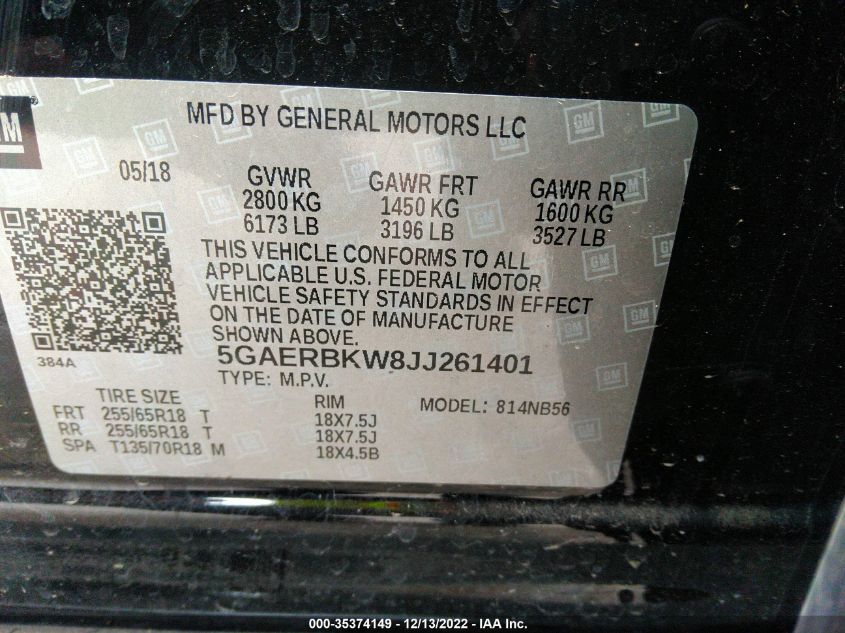 GM
MFD BY GENERAL MOTORS LLC
05/18
GVWR
2800 KG
6173 LB
GAWR FRT
1450 KG
3196 LB
GAWR RR
1600 KG
3527 LB
THIS VEHICLE CONFORMS TO ALL
APPLICABLE U.S. FEDERAL MOTOR
VEHICLE SAFETY STANDARDS IN EFFECT
ON THE DATE OF MANUFACTURE
SHOWN ABOVE.
384A
5GAERBKW8JJ261401
TYPE: M.P.V.
MODEL: 814NB56
TIRE SIZE RIM
FRT 255/65R18 T 18X7.5J
RR 255/65R18 T 18X7.5J
SPA T135/70R18 M 18X4.5B
000-35374149 - 12/13/2022 - IAA Inc.